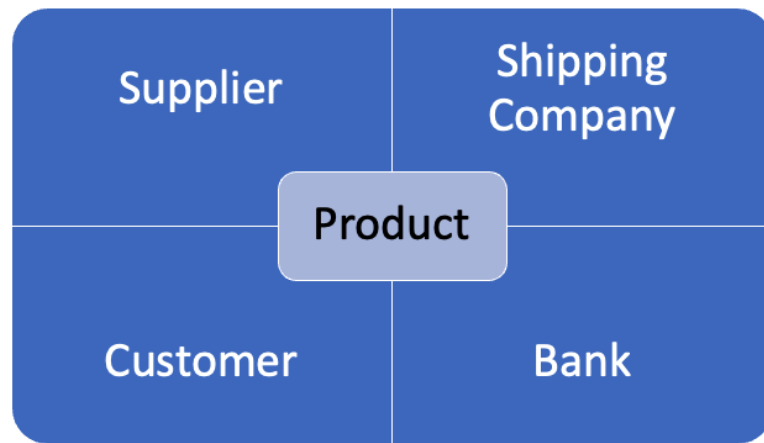 Supplier
Shipping
Company
Product
Customer
Bank